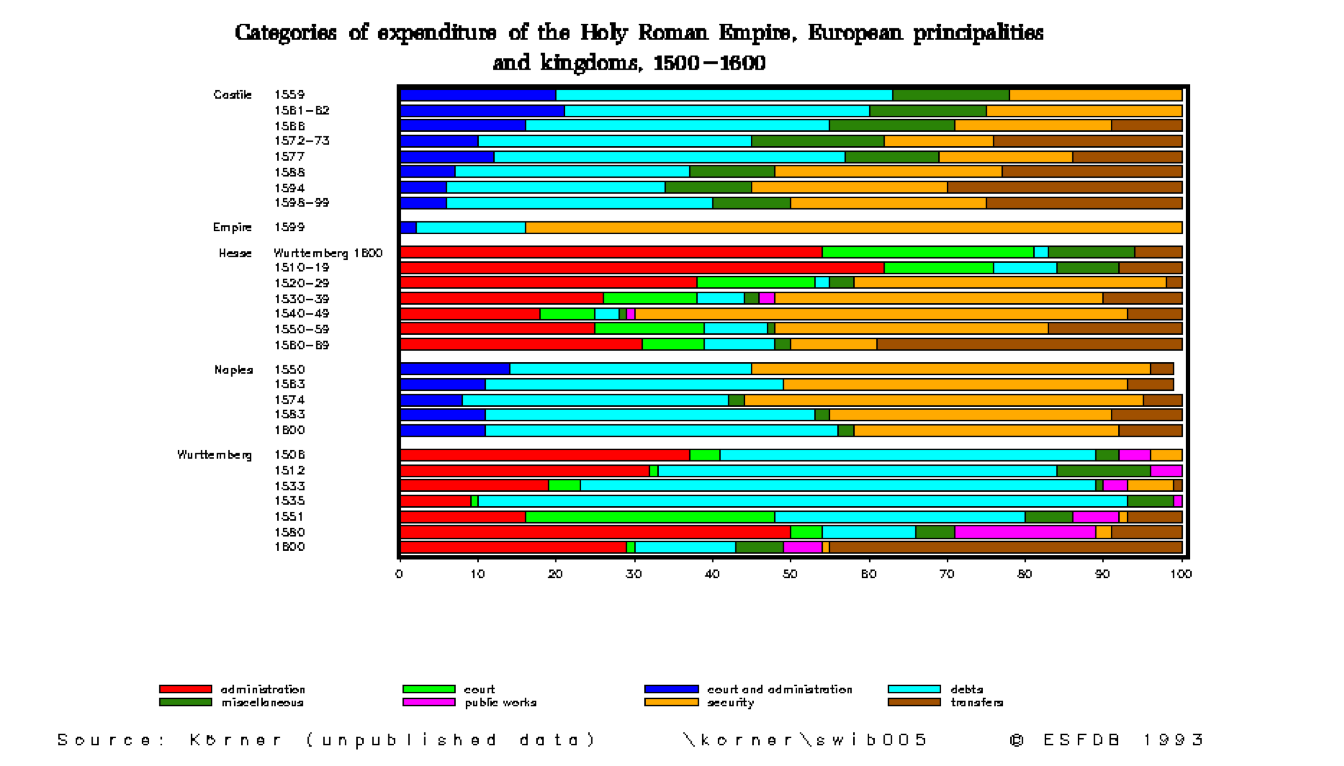 Categories of expenditure of the Holy Roman Empire, European principalities
and kingdoms, 1500-1600
Castile 1559
1561-62
1566
1572-73
1577
1588
1594
1598-99
Empire 1599
Hesse Wurttemberg 1600
1510-19
1520-29
1530-39
1540-49
1550-59
1560-69
Naples 1550
1563
1574
1583
1600
Wurttemberg 1508
1512
1533
1535
1551
1580
1600
0 10 20 30 40 50 60 70 80 90 100
administration court court and administration debts
miscellaneous public works security transfers
Source: Körner (unpublished data) \korner\swib005 © ESFDB 1993